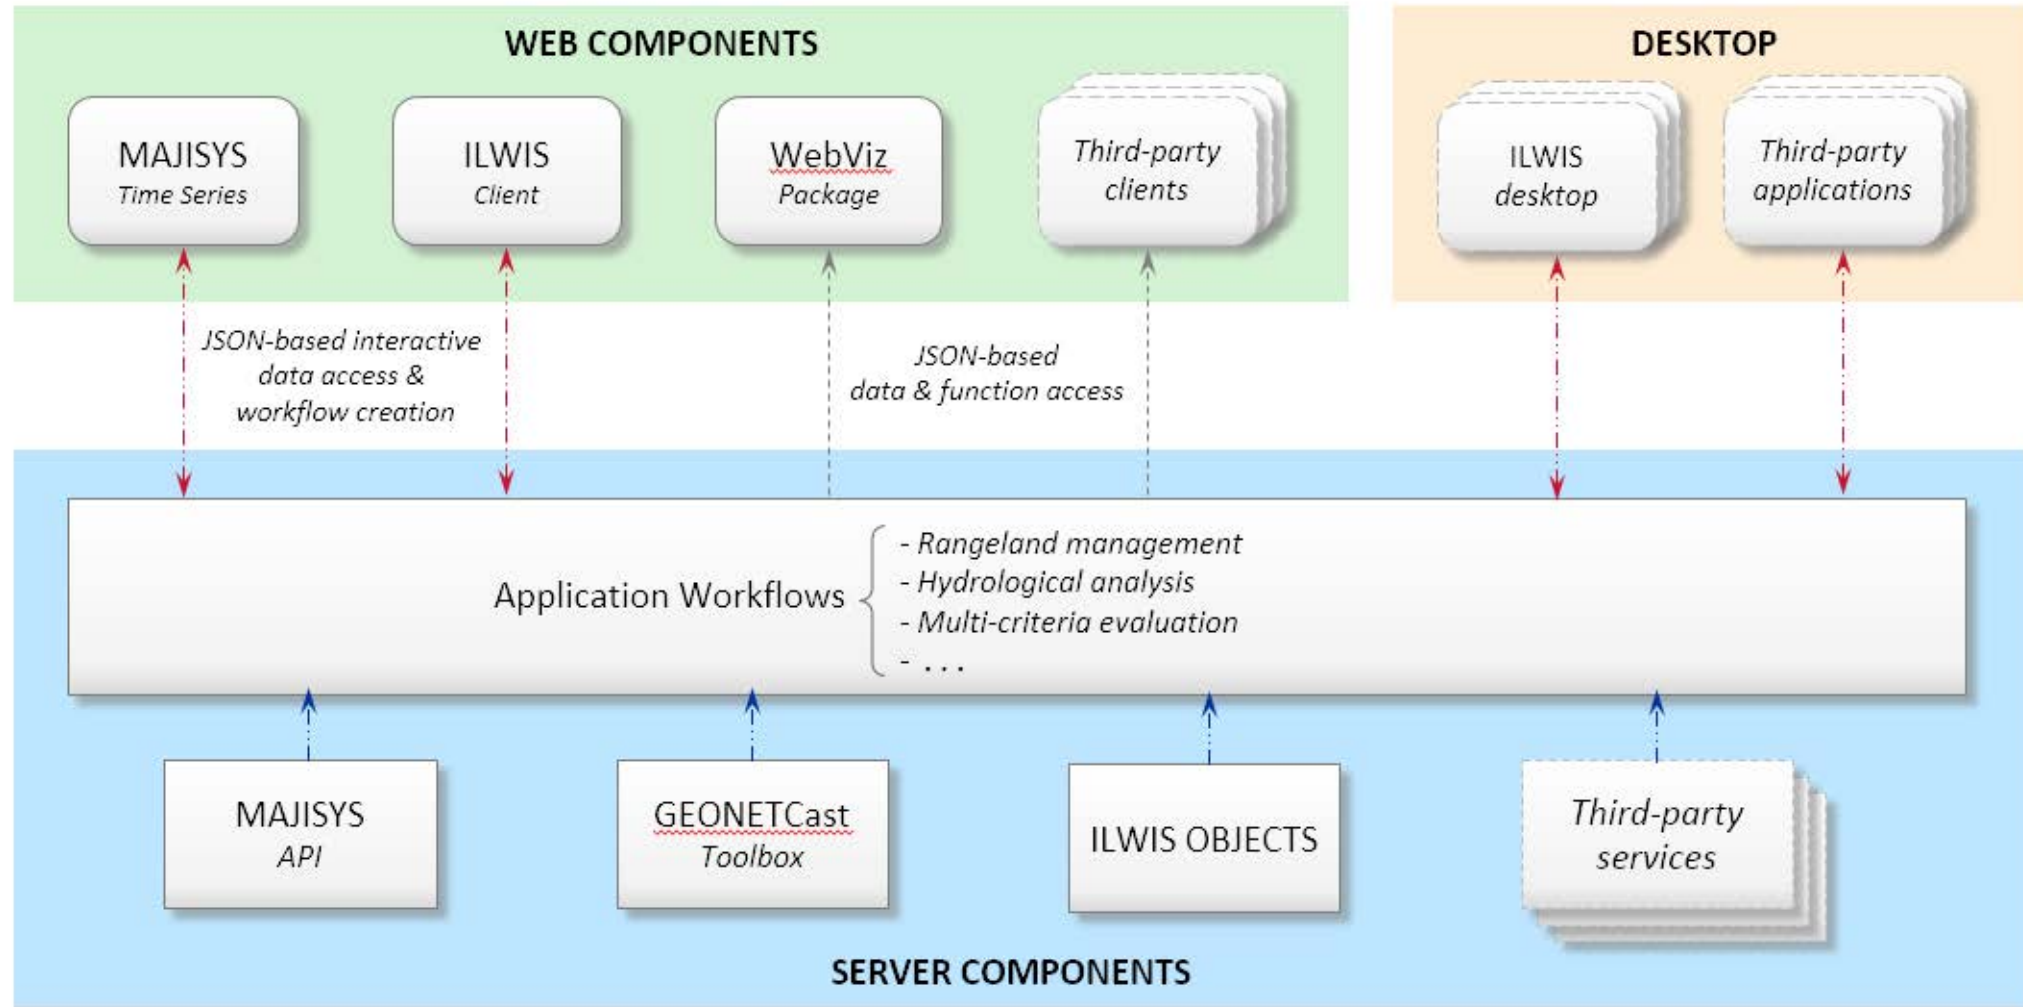 WEB COMPONENTS
DESKTOP
MAJISYS
Time Series
ILWIS
Client
WebViz
Package
Third-party
clients
ILWIS
desktop
Third-party
applications
JSON-based interactive
data access &
workflow creation
JSON-based
data & function access
Application Workflows
- Rangeland management
- Hydrological analysis
- Multi-criteria evaluation
- ...
MAJISYS
API
GEONETCast
Toolbox
ILWIS OBJECTS
Third-party
services
SERVER COMPONENTS